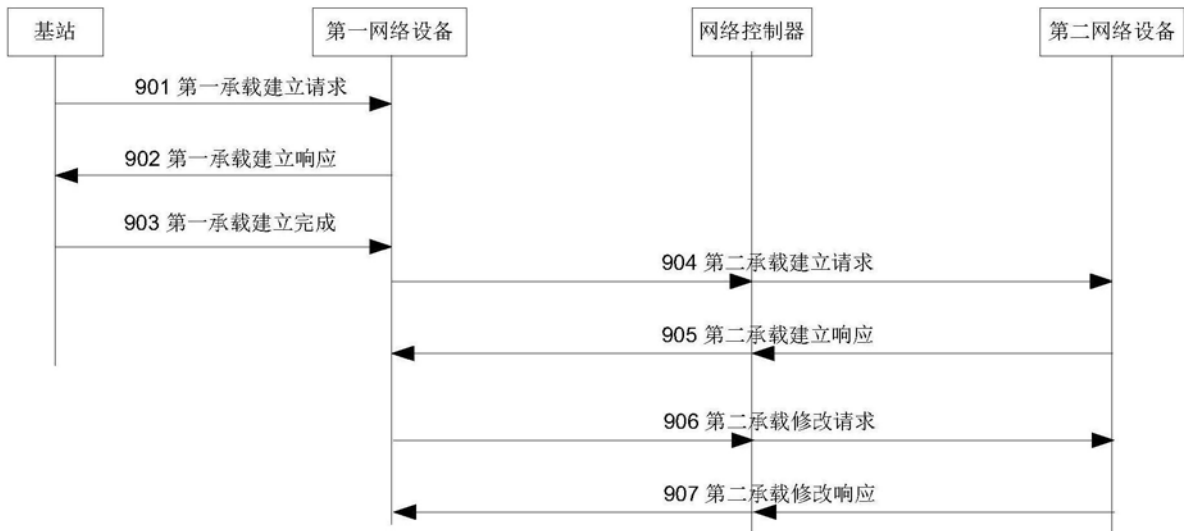 基站
第一网络设备
网络控制器
第二网络设备
901 第一承载建立请求
902 第一承载建立响应
903 第一承载建立完成
904 第二承载建立请求
905 第二承载建立响应
906 第二承载修改请求
907 第二承载修改响应